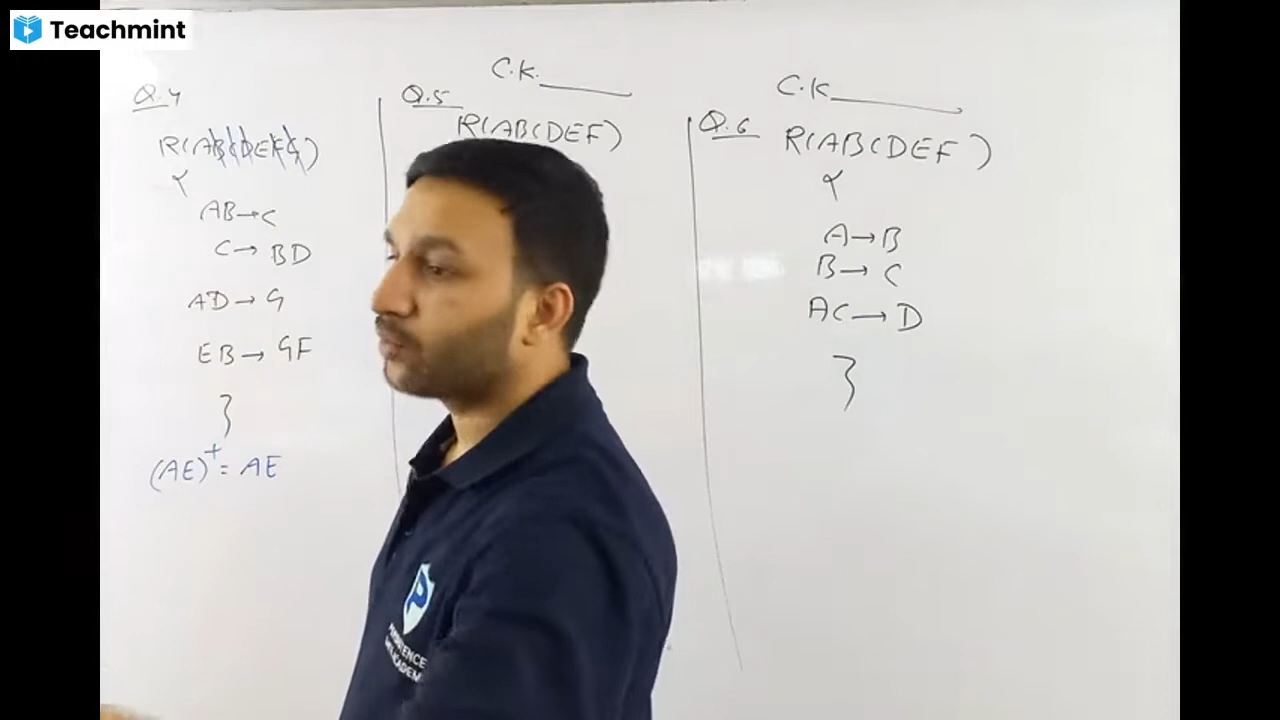 Teachmint
Q.4
R(ABCDEFG)
{
AB→C
C→BD
AD→G
EB→GF
}
(AE)⁺= AE
C.K.
Q.5
R(ABCDEF)
C.K
Q.6 R(ABCDEF)
{
A→B
B→C
AC→D
}